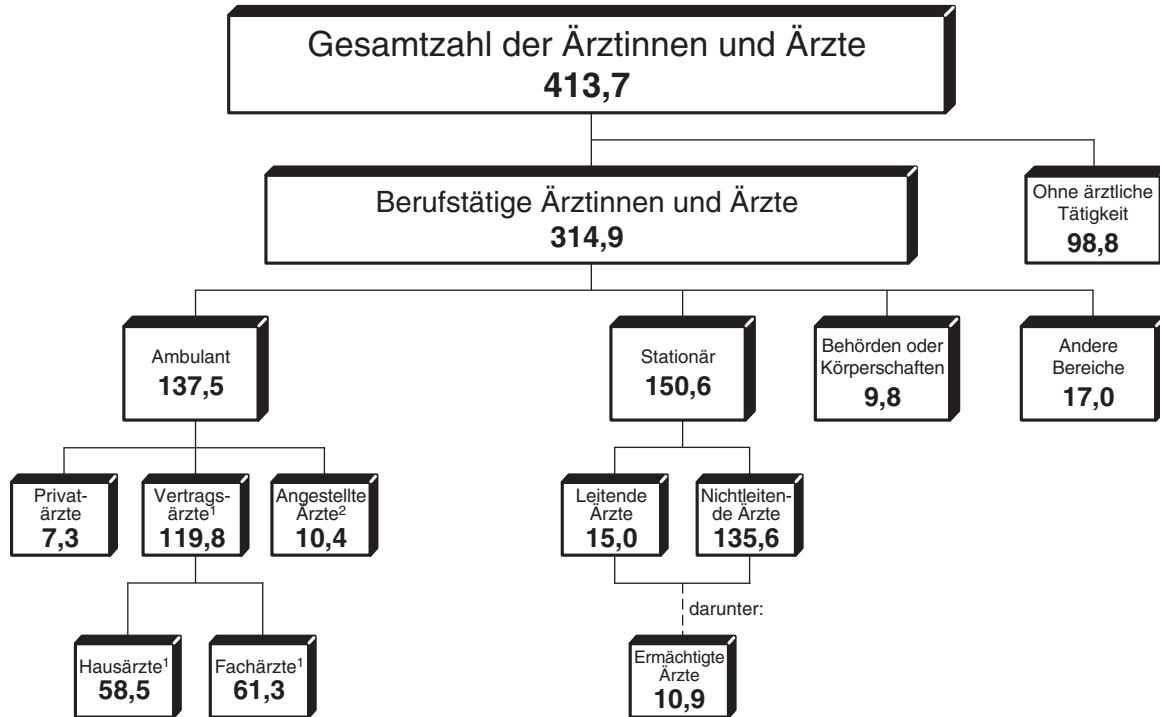 Gesamtzahl der Ärztinnen und Ärzte
413,7
Berufstätige Ärztinnen und Ärzte
314,9
Ohne ärztliche
Tätigkeit
98,8
Ambulant
137,5
Stationär
150,6
Behörden oder
Körperschaften
9,8
Andere
Bereiche
17,0
Privat-
ärzte
7,3
Vertrags-
ärzte¹
119,8
Angestellte
Ärzte²
10,4
Leitende
Ärzte
15,0
Nichtleiten-
de Ärzte
135,6
darunter:
Hausärzte¹
58,5
Fachärzte¹
61,3
Ermächtigte
Ärzte
10,9